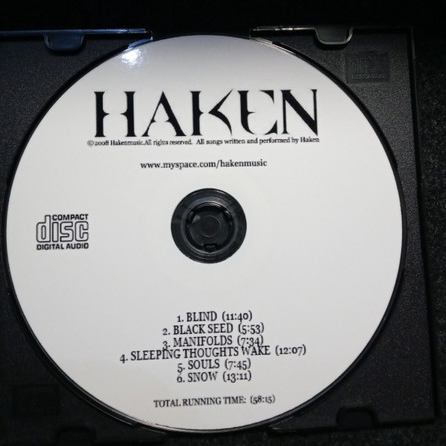 HAKEN
©2008 Hakenmusic.All rights reserved. All songs written and performed by Haken
www.myspace.com/hakenmusic
COMPACT
disc
DIGITAL AUDIO
1. BLIND (11:40)
2. BLACK SEED (5:53)
3. MANIFOLDS (7:34)
4. SLEEPING THOUGHTS WAKE (12:07)
5. SOULS (7:45)
6. SNOW (13:11)
TOTAL RUNNING TIME: (58:15)